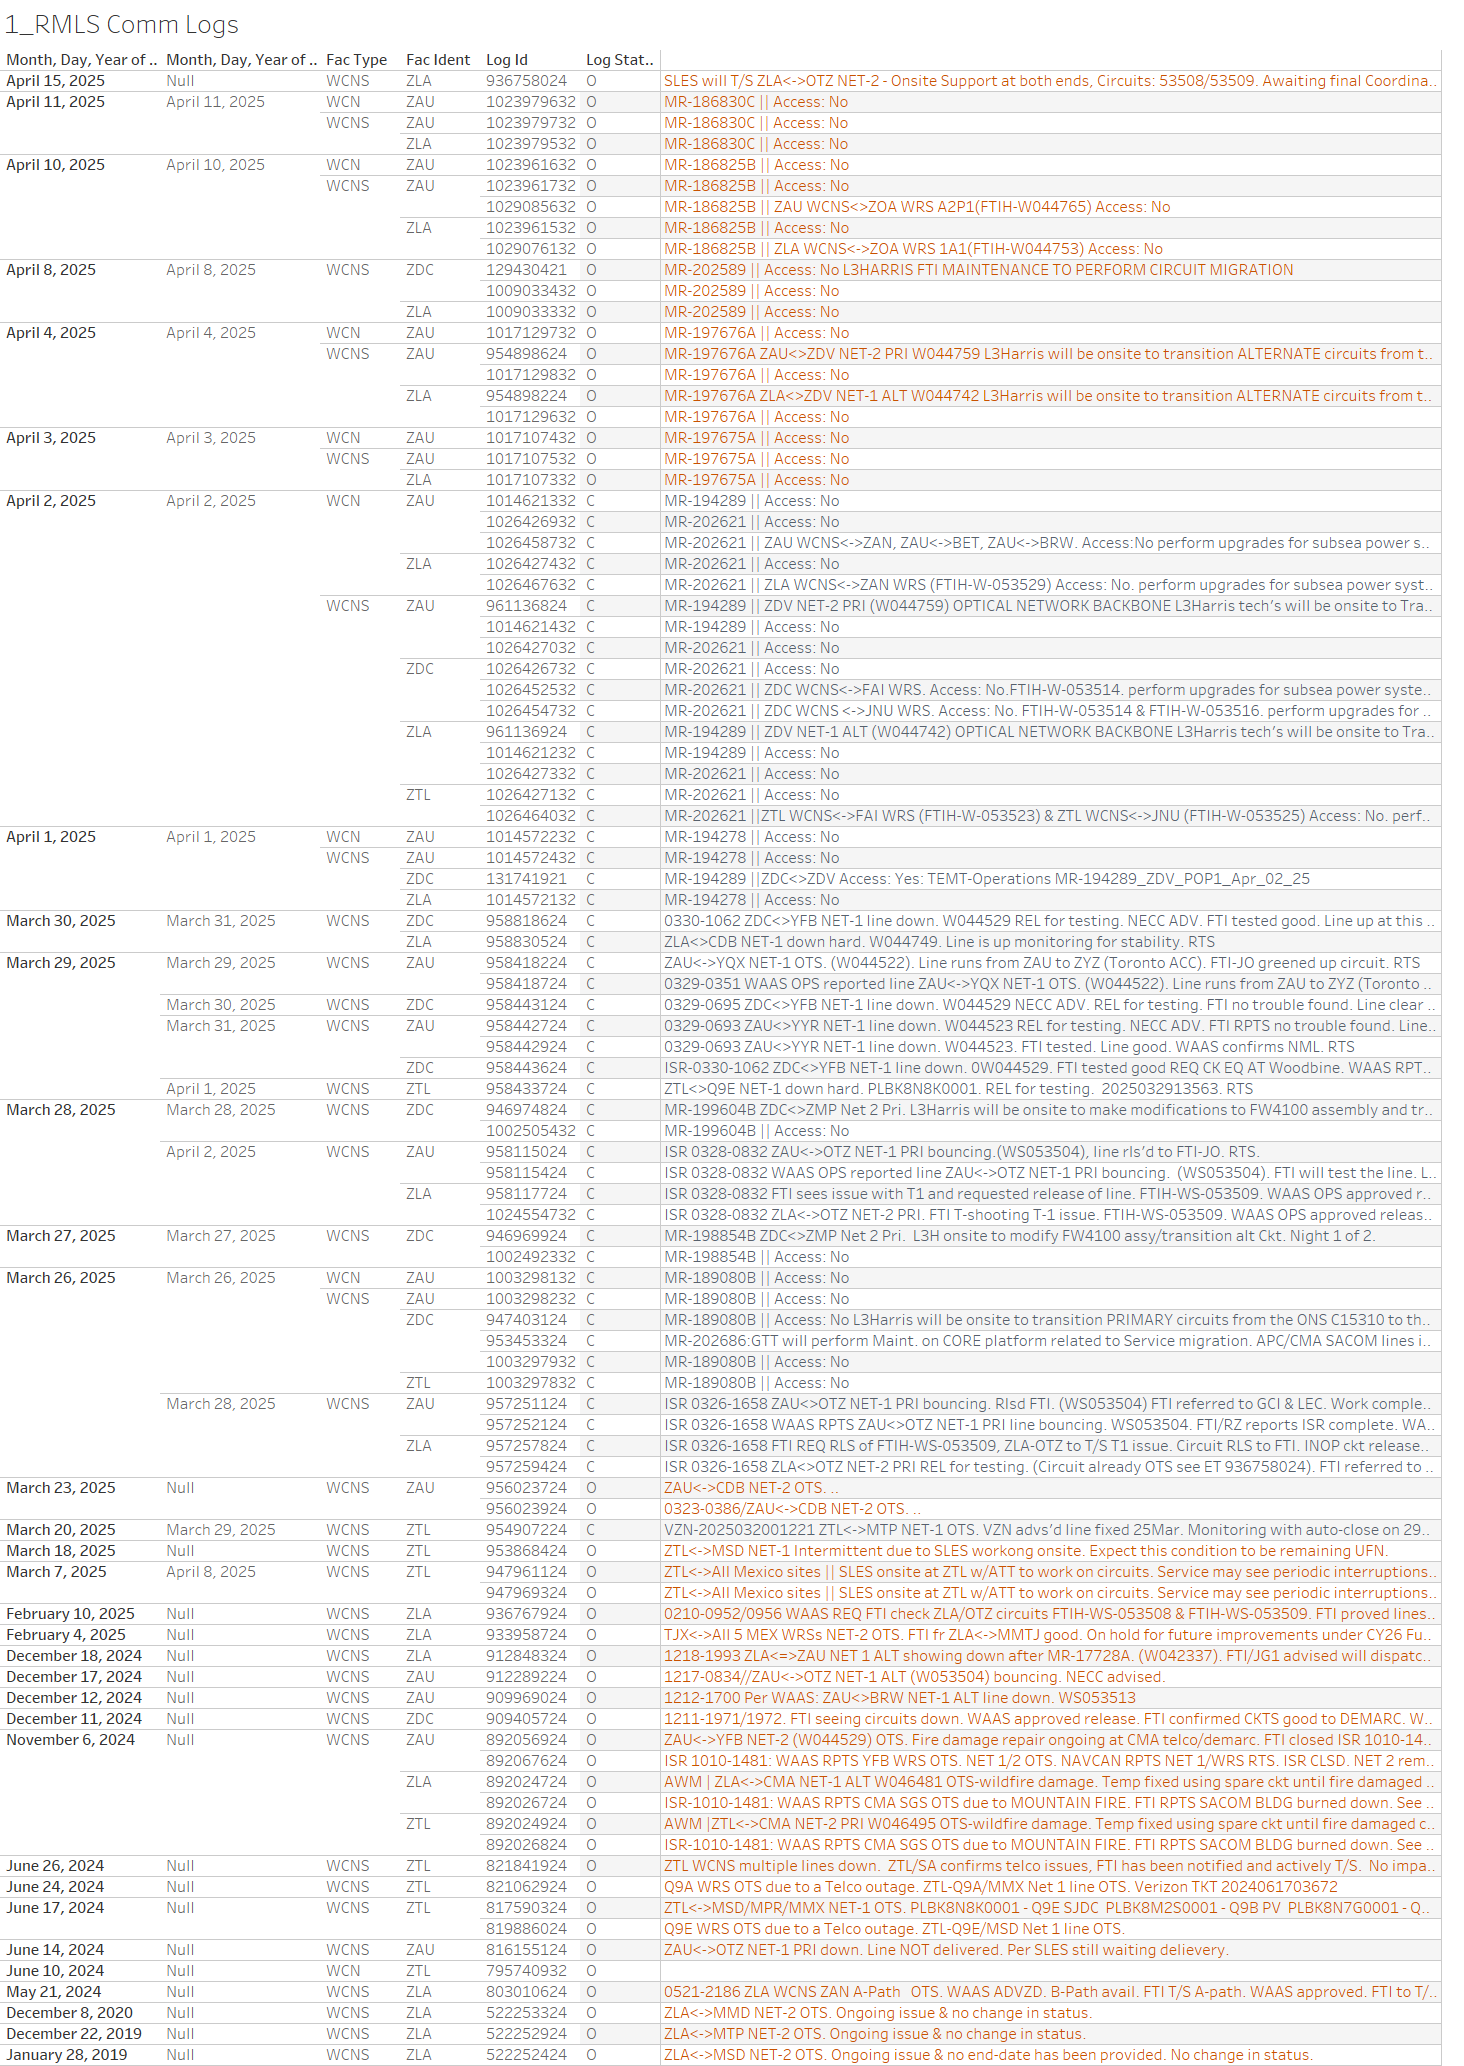 1_RMLS Comm Logs
Month, Day, Year of .. Month, Day, Year of .. Fac Type Fac Ident Log Id Log Stat..
April 15, 2025 Null WCNS ZLA 936758024 O SLES will T/S ZLA<->OTZ NET-2 - Onsite Support at both ends, Circuits: 53508/53509. Awaiting final Coordina..
April 11, 2025 April 11, 2025 WCN ZAU 1023979632 O MR-186830C || Access: No
WCNS ZAU 1023979732 O MR-186830C || Access: No
ZLA 1023979532 O MR-186830C || Access: No
April 10, 2025 April 10, 2025 WCN ZAU 1023961632 O MR-186825B || Access: No
WCNS ZAU 1023961732 O MR-186825B || Access: No
1029085632 O MR-186825B || ZAU WCNS<>ZOA WRS A2P1(FTIH-W044765) Access: No
ZLA 1023961532 O MR-186825B || Access: No
1029076132 O MR-186825B || ZLA WCNS<->ZOA WRS 1A1(FTIH-W044753) Access: No
April 8, 2025 April 8, 2025 WCNS ZDC 129430421 O MR-202589 || Access: No L3HARRIS FTI MAINTENANCE TO PERFORM CIRCUIT MIGRATION
1009033432 O MR-202589 || Access: No
ZLA 1009033332 O MR-202589 || Access: No
April 4, 2025 April 4, 2025 WCN ZAU 1017129732 O MR-197676A || Access: No
WCNS ZAU 954898624 O MR-197676A ZAU<>ZDV NET-2 PRI W044759 L3Harris will be onsite to transition ALTERNATE circuits from t..
1017129832 O MR-197676A || Access: No
ZLA 954898224 O MR-197676A ZLA<>ZDV NET-1 ALT W044742 L3Harris will be onsite to transition ALTERNATE circuits from t..
1017129632 O MR-197676A || Access: No
April 3, 2025 April 3, 2025 WCN ZAU 1017107432 O MR-197675A || Access: No
WCNS ZAU 1017107532 O MR-197675A || Access: No
ZLA 1017107332 O MR-197675A || Access: No
April 2, 2025 April 2, 2025 WCN ZAU 1014621332 C MR-194289 || Access: No
1026426932 C MR-202621 || Access: No
1026458732 C MR-202621 || ZAU WCNS<->ZAN, ZAU<->BET, ZAU<->BRW. Access:No perform upgrades for subsea power s..
ZLA 1026427432 C MR-202621 || Access: No
1026467632 C MR-202621 || ZLA WCNS<->ZAN WRS (FTIH-W-053529) Access: No. perform upgrades for subsea power syst..
WCNS ZAU 961136824 C MR-194289 || ZDV NET-2 PRI (W044759) OPTICAL NETWORK BACKBONE L3Harris tech's will be onsite to Tra..
1014621432 C MR-194289 || Access: No
1026427032 C MR-202621 || Access: No
ZDC 1026426732 C MR-202621 || Access: No
1026452532 C MR-202621 || ZDC WCNS<->FAI WRS. Access: No.FTIH-W-053514. perform upgrades for subsea power syste..
1026454732 C MR-202621 || ZDC WCNS <->JNU WRS. Access: No. FTIH-W-053514 & FTIH-W-053516. perform upgrades for ..
ZLA 961136924 C MR-194289 || ZDV NET-1 ALT (W044742) OPTICAL NETWORK BACKBONE L3Harris tech's will be onsite to Tra..
1014621232 C MR-194289 || Access: No
1026427332 C MR-202621 || Access: No
ZTL 1026427132 C MR-202621 || Access: No
1026464032 C MR-202621 ||ZTL WCNS<->FAI WRS (FTIH-W-053523) & ZTL WCNS<->JNU (FTIH-W-053525) Access: No. perf..
April 1, 2025 April 1, 2025 WCN ZAU 1014572232 C MR-194278 || Access: No
WCNS ZAU 1014572432 C MR-194278 || Access: No
ZDC 131741921 C MR-194289 ||ZDC<>ZDV Access: Yes: TEMT-Operations MR-194289_ZDV_POP1_Apr_02_25
ZLA 1014572132 C MR-194278 || Access: No
March 30, 2025 March 31, 2025 WCNS ZDC 958818624 C 0330-1062 ZDC<>YFB NET-1 line down. W044529 REL for testing. NECC ADV. FTI tested good. Line up at this ..
ZLA 958830524 C ZLA<>CDB NET-1 down hard. W044749. Line is up monitoring for stability. RTS
March 29, 2025 March 29, 2025 WCNS ZAU 958418224 C ZAU<->YQX NET-1 OTS. (W044522). Line runs from ZAU to ZYZ (Toronto ACC). FTI-JO greened up circuit. RTS
958418724 C 0329-0351 WAAS OPS reported line ZAU<->YQX NET-1 OTS. (W044522). Line runs from ZAU to ZYZ (Toronto ..
March 30, 2025 WCNS ZDC 958443124 C 0329-0695 ZDC<>YFB NET-1 line down. W044529 NECC ADV. REL for testing. FTI no trouble found. Line clear ..
March 31, 2025 WCNS ZAU 958442724 C 0329-0693 ZAU<>YYR NET-1 line down. W044523 REL for testing. NECC ADV. FTI RPTS no trouble found. Line..
958442924 C 0329-0693 ZAU<>YYR NET-1 line down. W044523. FTI tested. Line good. WAAS confirms NML. RTS
ZDC 958443624 C ISR-0330-1062 ZDC<>YFB NET-1 line down. 0W044529. FTI tested good REQ CK EQ AT Woodbine. WAAS RPT..
April 1, 2025 WCNS ZTL 958433724 C ZTL<>Q9E NET-1 down hard. PLBK8N8K0001. REL for testing. 2025032913563. RTS
March 28, 2025 March 28, 2025 WCNS ZDC 946974824 C MR-199604B ZDC<>ZMP Net 2 Pri. L3Harris will be onsite to make modifications to FW4100 assembly and tr..
1002505432 C MR-199604B || Access: No
April 2, 2025 WCNS ZAU 958115024 C ISR 0328-0832 ZAU<->OTZ NET-1 PRI bouncing.(WS053504), line rls'd to FTI-JO. RTS.
958115424 C ISR 0328-0832 WAAS OPS reported line ZAU<->OTZ NET-1 PRI bouncing. (WS053504). FTI will test the line. L..
ZLA 958117724 C ISR 0328-0832 FTI sees issue with T1 and requested release of line. FTIH-WS-053509. WAAS OPS approved r..
1024554732 C ISR 0328-0832 ZLA<->OTZ NET-2 PRI. FTI T-shooting T-1 issue. FTIH-WS-053509. WAAS OPS approved releas..
March 27, 2025 March 27, 2025 WCNS ZDC 946969924 C MR-198854B ZDC<>ZMP Net 2 Pri. L3H onsite to modify FW4100 assy/transition alt Ckt. Night 1 of 2.
1002492332 C MR-198854B || Access: No
March 26, 2025 March 26, 2025 WCN ZAU 1003298132 C MR-189080B || Access: No
WCNS ZAU 1003298232 C MR-189080B || Access: No
ZDC 947403124 C MR-189080B || Access: No L3Harris will be onsite to transition PRIMARY circuits from the ONS C15310 to th..
953453324 C MR-202686:GTT will perform Maint. on CORE platform related to Service migration. APC/CMA SACOM lines i..
1003297932 C MR-189080B || Access: No
ZTL 1003297832 C MR-189080B || Access: No
March 28, 2025 WCNS ZAU 957251124 C ISR 0326-1658 ZAU<>OTZ NET-1 PRI bouncing. Rlsd FTI. (WS053504) FTI referred to GCI & LEC. Work comple..
957252124 C ISR 0326-1658 WAAS RPTS ZAU<>OTZ NET-1 PRI line bouncing. WS053504. FTI/RZ reports ISR complete. WA..
ZLA 957257824 C ISR 0326-1658 FTI REQ RLS of FTIH-WS-053509, ZLA-OTZ to T/S T1 issue. Circuit RLS to FTI. INOP ckt release..
957259424 C ISR 0326-1658 ZLA<>OTZ NET-2 PRI REL for testing. (Circuit already OTS see ET 936758024). FTI referred to ..
March 23, 2025 Null WCNS ZAU 956023724 O ZAU<->CDB NET-2 OTS. ..
956023924 O 0323-0386/ZAU<->CDB NET-2 OTS. ..
March 20, 2025 March 29, 2025 WCNS ZTL 954907224 C VZN-2025032001221 ZTL<->MTP NET-1 OTS. VZN advs'd line fixed 25Mar. Monitoring with auto-close on 29..
March 18, 2025 Null WCNS ZTL 953868424 O ZTL<->MSD NET-1 Intermittent due to SLES workong onsite. Expect this condition to be remaining UFN.
March 7, 2025 April 8, 2025 WCNS ZTL 947961124 O ZTL<->All Mexico sites || SLES onsite at ZTL w/ATT to work on circuits. Service may see periodic interruptions..
947969324 O ZTL<->All Mexico sites || SLES onsite at ZTL w/ATT to work on circuits. Service may see periodic interruptions..
February 10, 2025 Null WCNS ZLA 936767924 O 0210-0952/0956 WAAS REQ FTI check ZLA/OTZ circuits FTIH-WS-053508 & FTIH-WS-053509. FTI proved lines..
February 4, 2025 Null WCNS ZLA 933958724 O TJX<->All 5 MEX WRSs NET-2 OTS. FTI fr ZLA<->MMTJ good. On hold for future improvements under CY26 Fu..
December 18, 2024 Null WCNS ZLA 912848324 O 1218-1993 ZLA<=>ZAU NET 1 ALT showing down after MR-17728A. (W042337). FTI/JG1 advised will dispatc..
December 17, 2024 Null WCNS ZAU 912289224 O 1217-0834//ZAU<->OTZ NET-1 ALT (W053504) bouncing. NECC advised.
December 12, 2024 Null WCNS ZAU 909969024 O 1212-1700 Per WAAS: ZAU<>BRW NET-1 ALT line down. WS053513
December 11, 2024 Null WCNS ZDC 909405724 O 1211-1971/1972. FTI seeing circuits down. WAAS approved release. FTI confirmed CKTS good to DEMARC. W..
November 6, 2024 Null WCNS ZAU 892056924 O ZAU<->YFB NET-2 (W044529) OTS. Fire damage repair ongoing at CMA telco/demarc. FTI closed ISR 1010-14..
892067624 O ISR 1010-1481: WAAS RPTS YFB WRS OTS. NET 1/2 OTS. NAVCAN RPTS NET 1/WRS RTS. ISR CLSD. NET 2 rem..
ZLA 892024724 O AWM | ZLA<->CMA NET-1 ALT W046481 OTS-wildfire damage. Temp fixed using spare ckt until fire damaged ..
892026724 O ISR-1010-1481: WAAS RPTS CMA SGS OTS due to MOUNTAIN FIRE. FTI RPTS SACOM BLDG burned down. See ..
ZTL 892024924 O AWM |ZTL<->CMA NET-2 PRI W046495 OTS-wildfire damage. Temp fixed using spare ckt until fire damaged c..
892026824 O ISR-1010-1481: WAAS RPTS CMA SGS OTS due to MOUNTAIN FIRE. FTI RPTS SACOM BLDG burned down. See ..
June 26, 2024 Null WCNS ZTL 821841924 O ZTL WCNS multiple lines down. ZTL/SA confirms telco issues, FTI has been notified and actively T/S. No impa..
June 24, 2024 Null WCNS ZTL 821062924 O Q9A WRS OTS due to a Telco outage. ZTL-Q9A/MMX Net 1 line OTS. Verizon TKT 2024061703672
June 17, 2024 Null WCNS ZTL 817590324 O ZTL<->MSD/MPR/MMX NET-1 OTS. PLBK8N8K0001 - Q9E SJDC PLBK8M2S0001 - Q9B PV PLBK8N7G0001 - Q..
819886024 O Q9E WRS OTS due to a Telco outage. ZTL-Q9E/MSD Net 1 line OTS.
June 14, 2024 Null WCNS ZAU 816155124 O ZAU<->OTZ NET-1 PRI down. Line NOT delivered. Per SLES still waiting delievery.
June 10, 2024 Null WCN ZTL 795740932 O
May 21, 2024 Null WCNS ZLA 803010624 O 0521-2186 ZLA WCNS ZAN A-Path OTS. WAAS ADVZD. B-Path avail. FTI T/S A-path. WAAS approved. FTI to T/..
December 8, 2020 Null WCNS ZLA 522253324 O ZLA<->MMD NET-2 OTS. Ongoing issue & no change in status.
December 22, 2019 Null WCNS ZLA 522252924 O ZLA<->MTP NET-2 OTS. Ongoing issue & no change in status.
January 28, 2019 Null WCNS ZLA 522252424 O ZLA<->MSD NET-2 OTS. Ongoing issue & no end-date has been provided. No change in status.